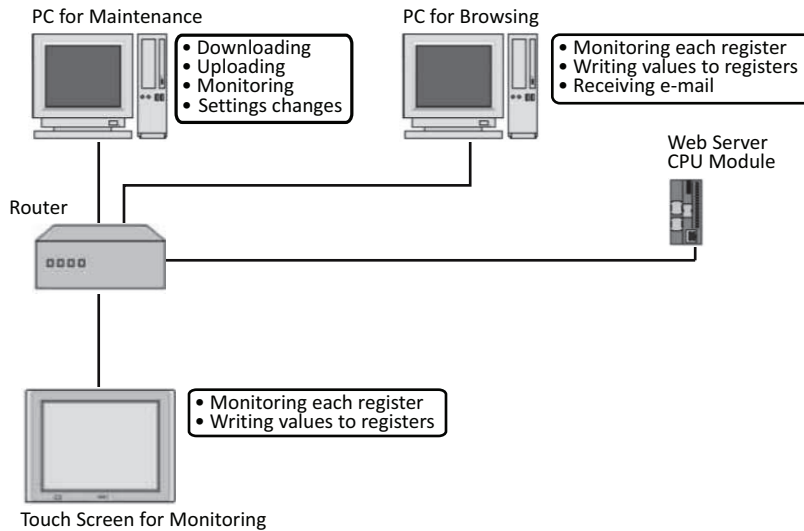 PC for Maintenance
• Downloading
• Uploading
• Monitoring
• Settings changes
PC for Browsing
• Monitoring each register
• Writing values to registers
• Receiving e-mail
Web Server
CPU Module
Router
• Monitoring each register
• Writing values to registers
Touch Screen for Monitoring